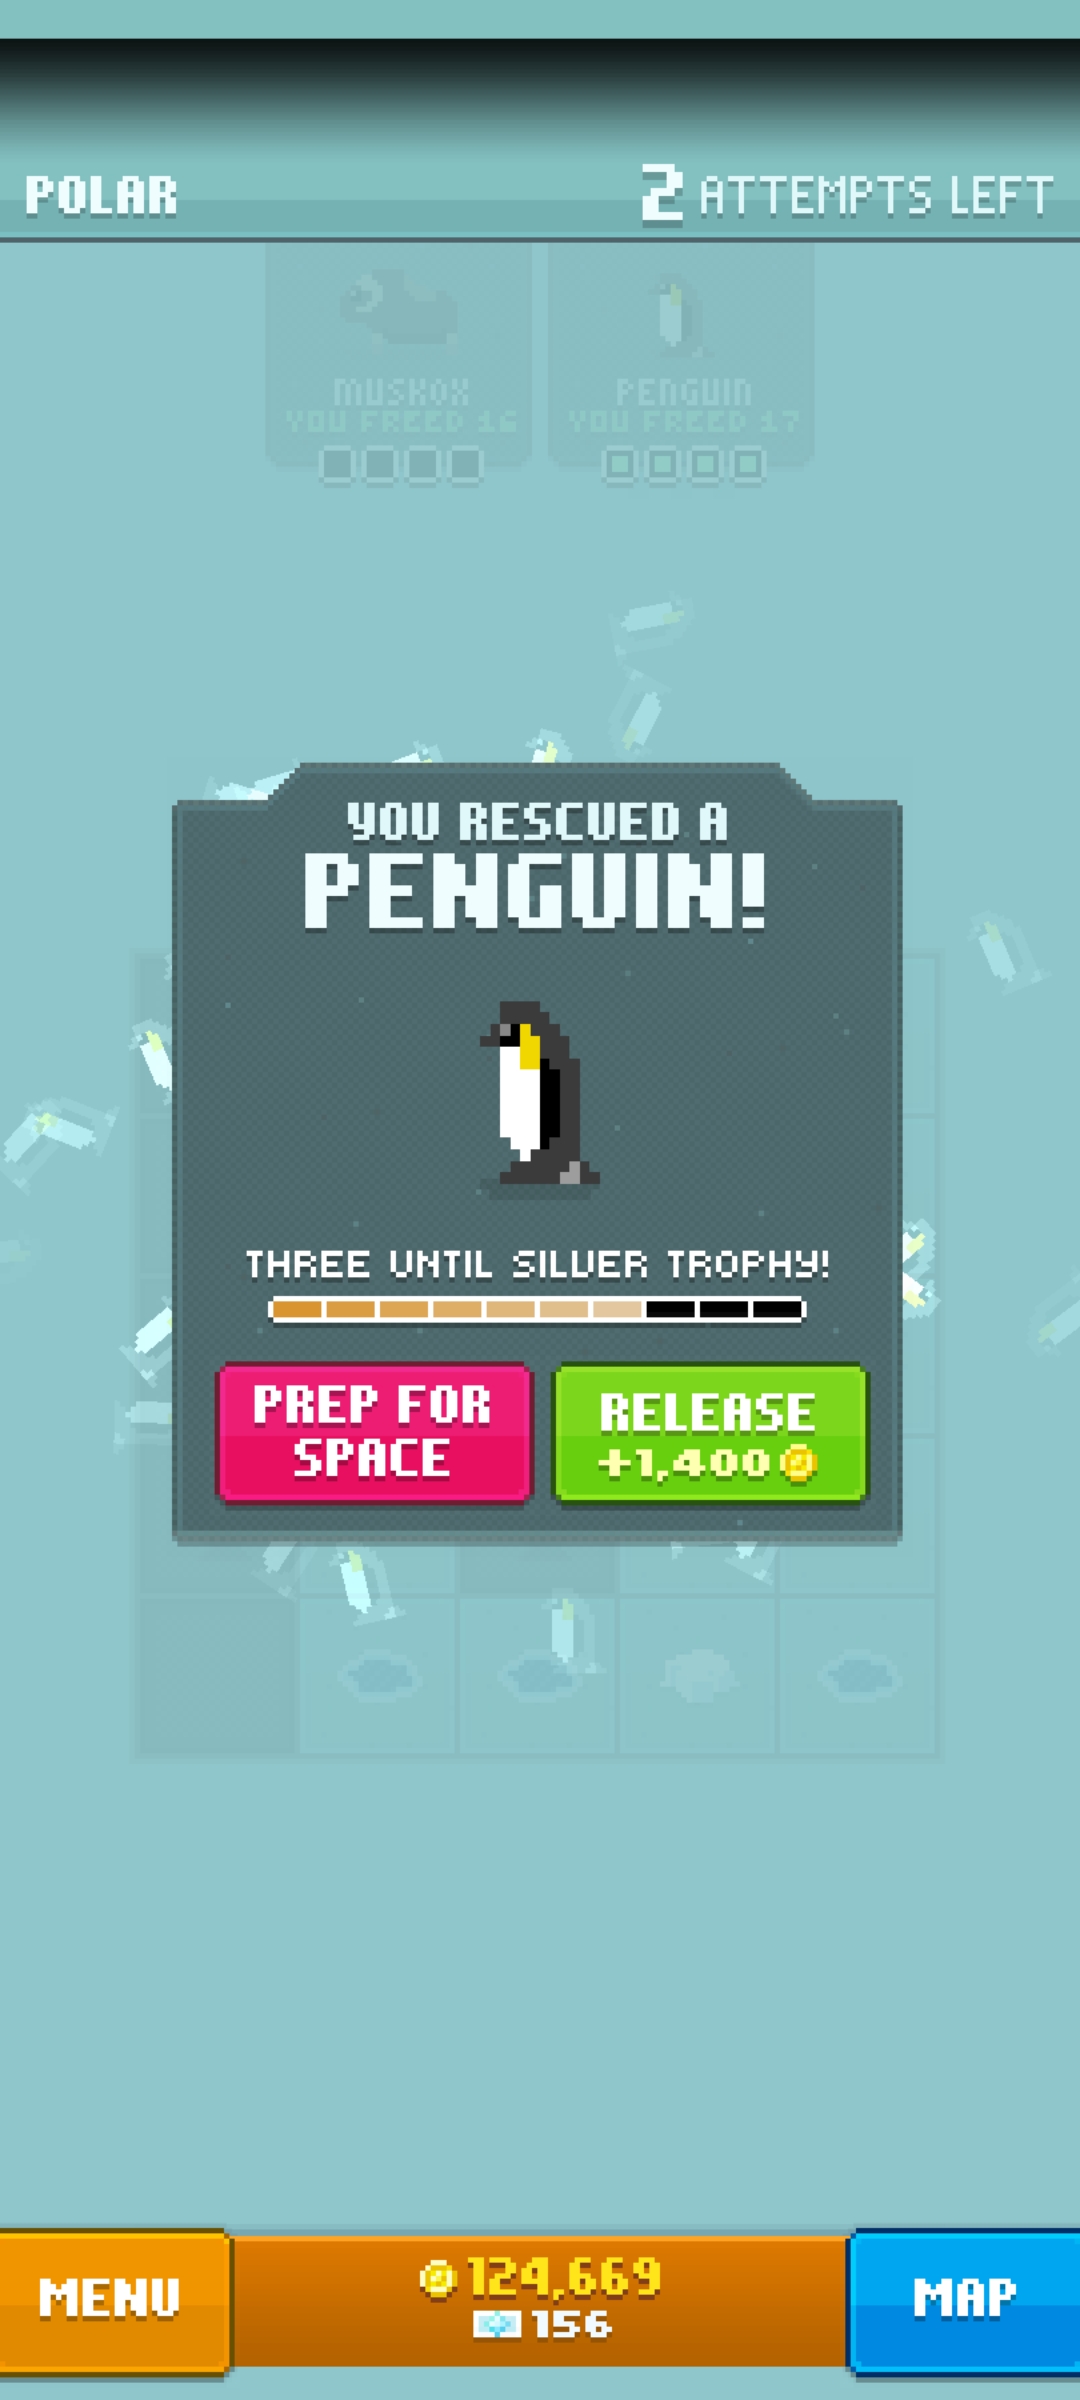 POLAR
2 ATTEMPTS LEFT
MUSKOX
YOU FREED 16
PENGUIN
YOU FREED 17
YOU RESCUED A
PENGUIN!
THREE UNTIL SILVER TROPHY!
PREP FOR
SPACE
RELEASE
+1,400
MENU
124,669
156
MAP